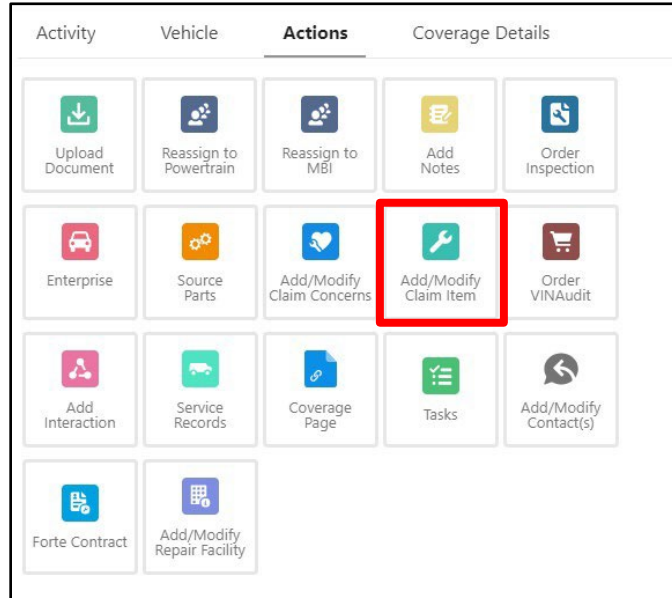 Activity Vehicle Actions Coverage Details
Upload Document
Reassign to Powertrain
Reassign to MBI
Add Notes
Order Inspection
Enterprise
Source Parts
Add/Modify Claim Concerns
Add/Modify Claim Item
Order VINAudit
Add Interaction
Service Records
Coverage Page
Tasks
Add/Modify Contact(s)
Forte Contract
Add/Modify Repair Facility